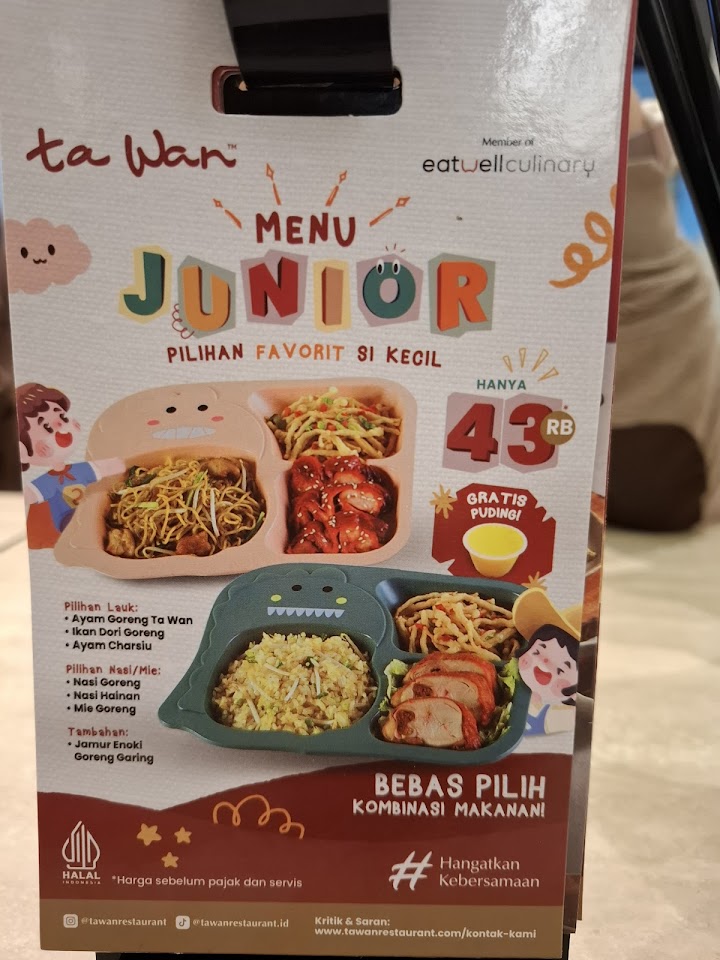 ta Wan™
Member of
eatwellculinary
MENU
JUNIOR
PILIHAN FAVORIT SI KECIL
HANYA
43RB*
GRATIS
PUDING!
Pilihan Lauk:
• Ayam Goreng Ta Wan
• Ikan Dori Goreng
• Ayam Charsiu
Pilihan Nasi/Mie:
• Nasi Goreng
• Nasi Hainan
• Mie Goreng
Tambahan:
• Jamur Enoki
Goreng Garing
BEBAS PILIH
KOMBINASI MAKANAN!
HALAL
INDONESIA
*Harga sebelum pajak dan servis
# Hangatkan
Kebersamaan
@tawanrestaurant
@tawanrestaurant.id
Kritik & Saran:
www.tawanrestaurant.com/kontak-kami